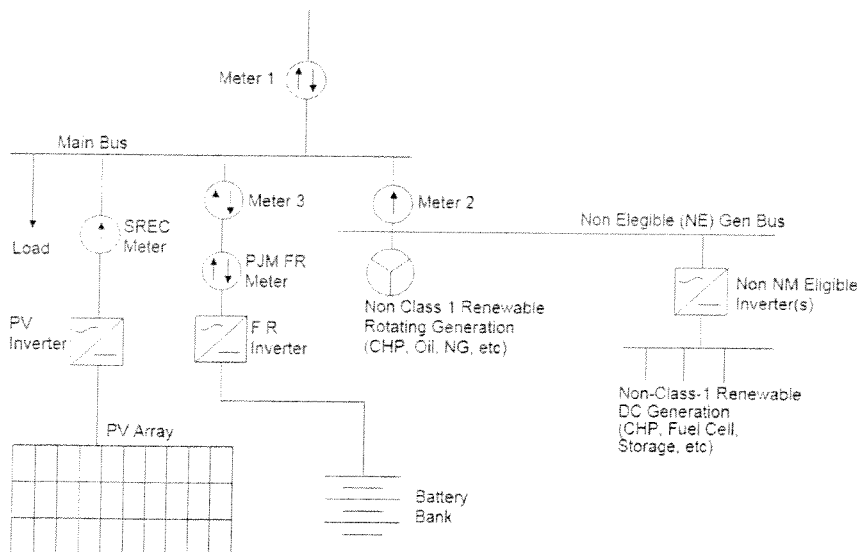 Meter 1
Main Bus
Meter 3
Meter 2
Non Elegible (NE) Gen Bus
Load
SREC
Meter
PJM FR
Meter
Non NM Eligible
Inverter(s)
Non Class 1 Renewable
Rotating Generation
(CHP, Oil, NG, etc)
PV
Inverter
F R
Inverter
Non-Class-1 Renewable
DC Generation
(CHP, Fuel Cell,
Storage, etc)
PV Array
Battery
Bank